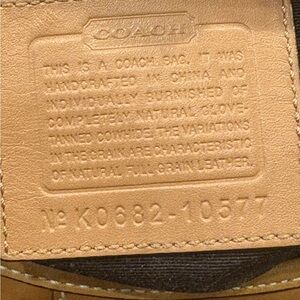 COACH
THIS IS A COACH BAG. IT WAS
HANDCRAFTED IN CHINA AND
INDIVIDUALLY BURNISHED OF
COMPLETELY NATURAL GLOVE-
TANNED COWHIDE. THE VARIATIONS
IN THE GRAIN ARE CHARACTERISTIC
OF NATURAL FULL GRAIN LEATHER.
No K0682-10577